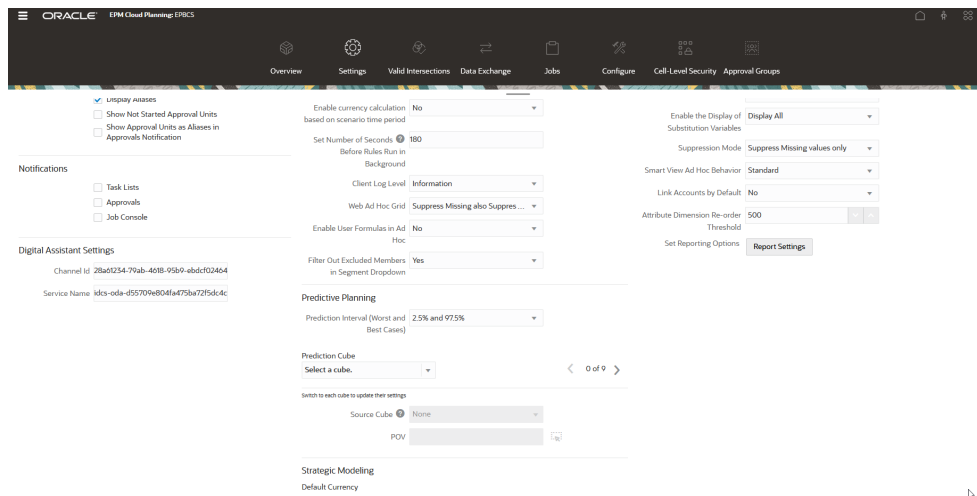 ORACLE® EPM Cloud Planning: EPBCS
Overview Settings Valid Intersections Data Exchange Jobs Configure Cell-Level Security Approval Groups
Display Aliases
Show Not Started Approval Units
Show Approval Units as Aliases in
Approvals Notification
Notifications
Task Lists
Approvals
Job Console
Digital Assistant Settings
Channel Id 28a61234-79ab-4618-95b9-ebdcf02464
Service Name idcs-oda-d55709e804fa475ba72f5dc4c
Enable currency calculation No
based on scenario time period
Set Number of Seconds 180
Before Rules Run in
Background
Client Log Level Information
Web Ad Hoc Grid Suppress Missing also Suppres ...
Enable User Formulas in Ad No
Hoc
Filter Out Excluded Members Yes
in Segment Dropdown
Predictive Planning
Prediction Interval (Worst and 2.5% and 97.5%
Best Cases)
Prediction Cube
Select a cube. 0 of 9
Switch to each cube to update their settings
Source Cube None
POV
Strategic Modeling
Default Currency
Enable the Display of Display All
Substitution Variables
Suppression Mode Suppress Missing values only
Smart View Ad Hoc Behavior Standard
Link Accounts by Default No
Attribute Dimension Re-order 500
Threshold
Set Reporting Options Report Settings